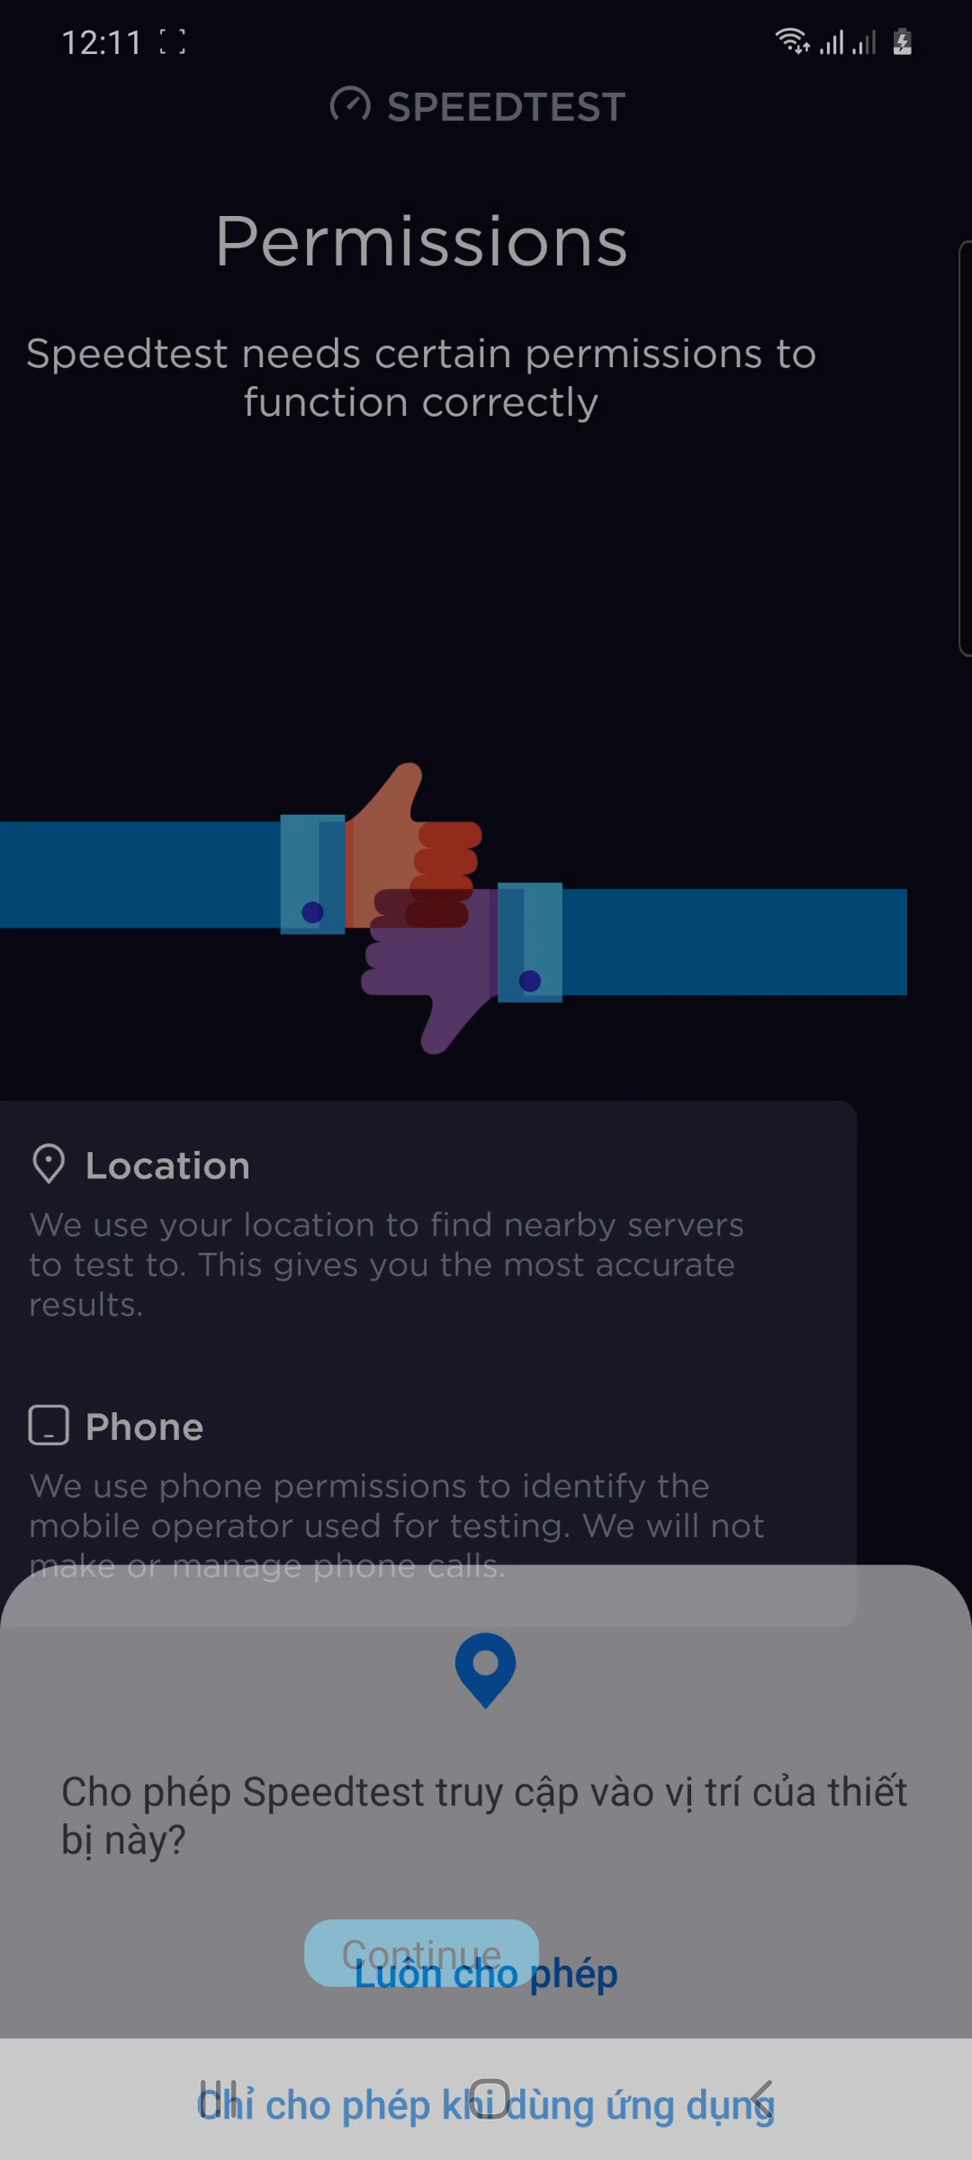 12:11
SPEEDTEST
Permissions
Speedtest needs certain permissions to
function correctly
Location
We use your location to find nearby servers
to test to. This gives you the most accurate
results.
Phone
We use phone permissions to identify the
mobile operator used for testing. We will not
make or manage phone calls.
Cho phép Speedtest truy cập vào vị trí của thiết
bị này?
Continue
Luôn cho phép
Chỉ cho phép khi dùng ứng dụng